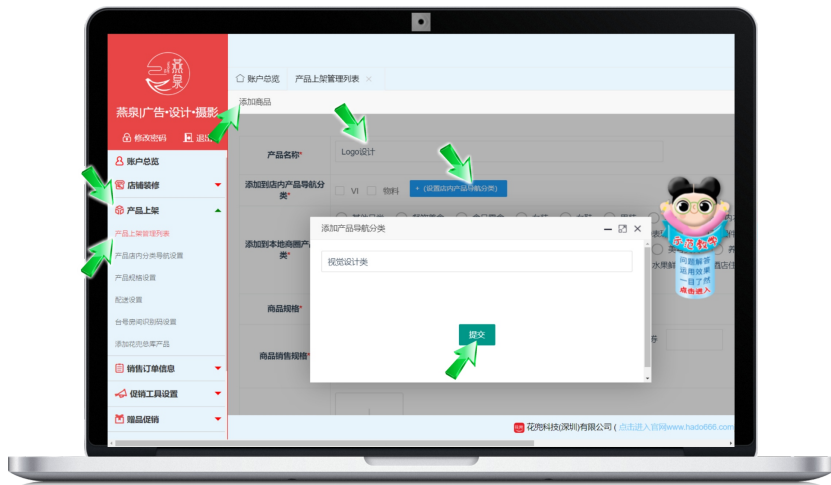 燕泉
燕泉|广告•设计•摄影
修改密码
账户总览
店铺装修
产品上架
产品上架管理列表
产品店内分类导航设置
产品规格设置
配送设置
台号房间识别码设置
添加花兜总库产品
销售订单信息
促销工具设置
赠品促销
账户总览 产品上架管理列表 ×
添加商品
产品名称* Logo设计
添加到店内产品导航分类* VI 物料 + (设置店内产品导航分类)
添加到本地商圈产
类*
商品规格*
商品销售规格*
添加产品导航分类
视觉设计类
提交
示范教学
问题解答
运用效果
一目了然
点击进入
花兜科技(深圳)有限公司 ( 点击进入官网www.hado666.com